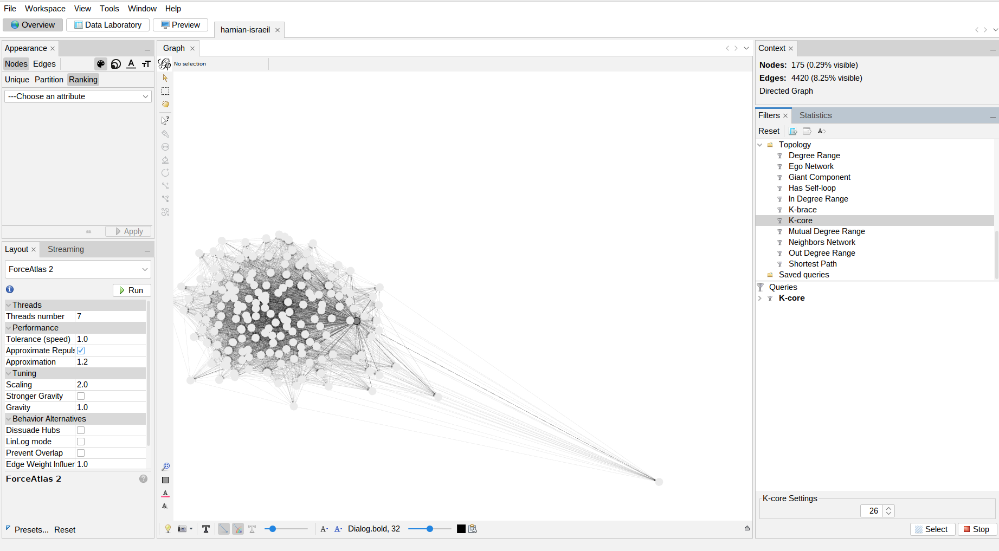 File Workspace View Tools Window Help
Overview Data Laboratory Preview hamian-israeil
Appearance
Nodes Edges
Unique Partition Ranking
---Choose an attribute
Apply
Layout Streaming
ForceAtlas 2
Run
Threads
Threads number 7
Performance
Tolerance (speed) 1.0
Approximate Repuls
Approximation 1.2
Tuning
Scaling 2.0
Stronger Gravity
Gravity 1.0
Behavior Alternatives
Dissuade Hubs
LinLog mode
Prevent Overlap
Edge Weight Influer 1.0
ForceAtlas 2
Presets... Reset
Graph
No selection
Dialog.bold, 32
Context
Nodes: 175 (0.29% visible)
Edges: 4420 (8.25% visible)
Directed Graph
Filters Statistics
Reset
Topology
Degree Range
Ego Network
Giant Component
Has Self-loop
In Degree Range
K-brace
K-core
Mutual Degree Range
Neighbors Network
Out Degree Range
Shortest Path
Saved queries
Queries
K-core
K-core Settings
26
Select Stop